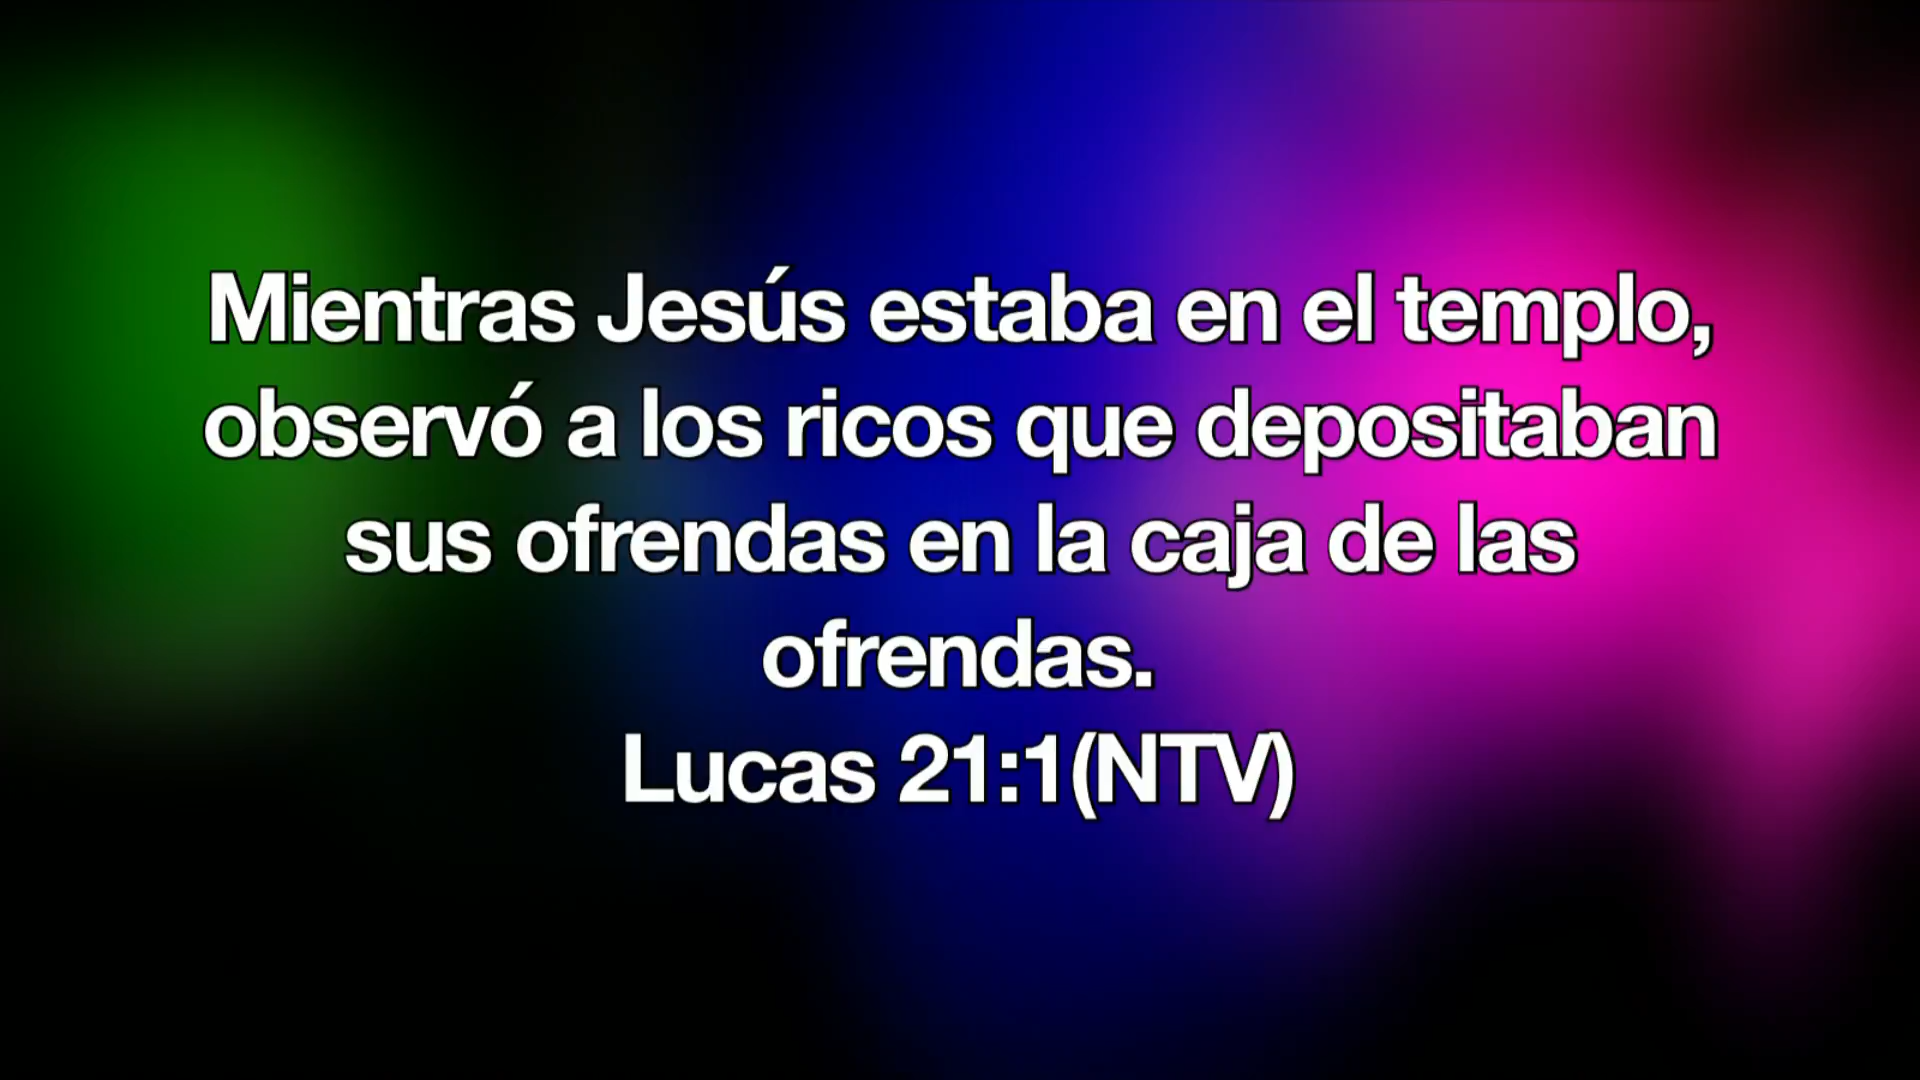 Mientras Jesús estaba en el templo,
observó a los ricos que depositaban
sus ofrendas en la caja de las
ofrendas.
Lucas 21:1(NTV)